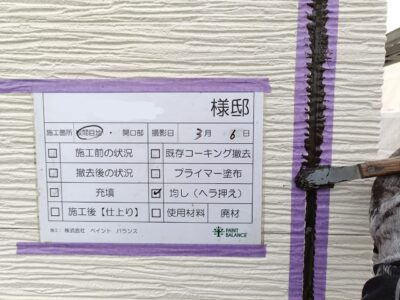 様邸
施工箇所 ・ 開口部 撮影日 3月 6日
□ 施工前の状況 □ 既存コーキング撤去
□ 撤去後の状況 □ プライマー塗布
□ 充填 ☑ 均し（ヘラ押え）
□ 施工後【仕上り】 □ 使用材料 廃材
施工： 株式会社 ペイント バランス PAINT BALANCE